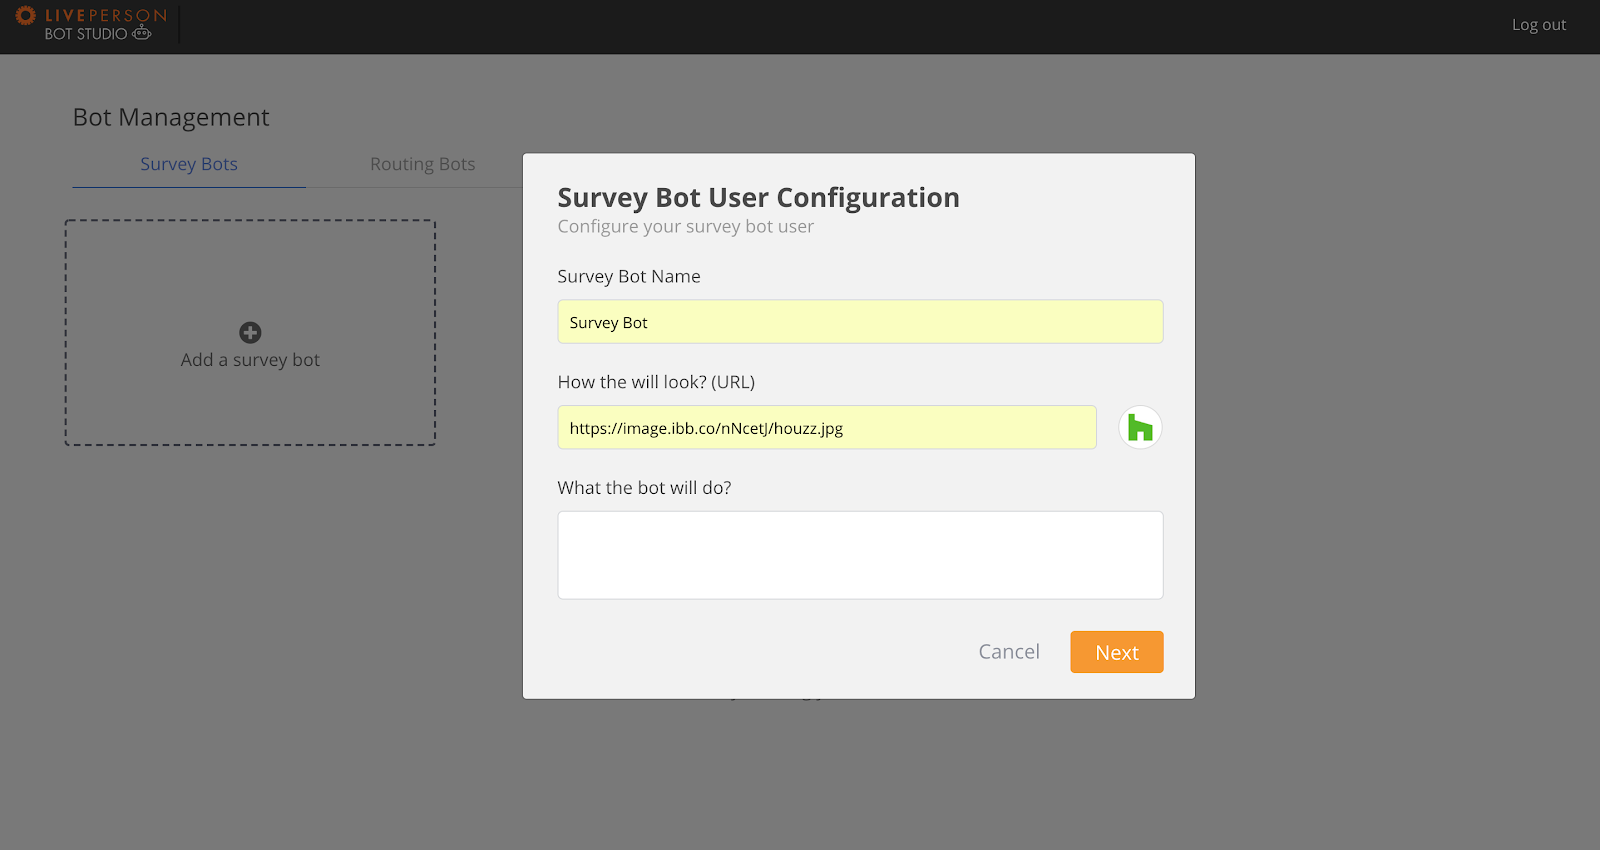 LIVEPERSON
BOT STUDIO
Log out
Bot Management
Survey Bots
Routing Bots
Add a survey bot
Survey Bot User Configuration
Configure your survey bot user
Survey Bot Name
Survey Bot
How the will look? (URL)
https://image.ibb.co/nNcetJ/houzz.jpg
What the bot will do?
Cancel
Next